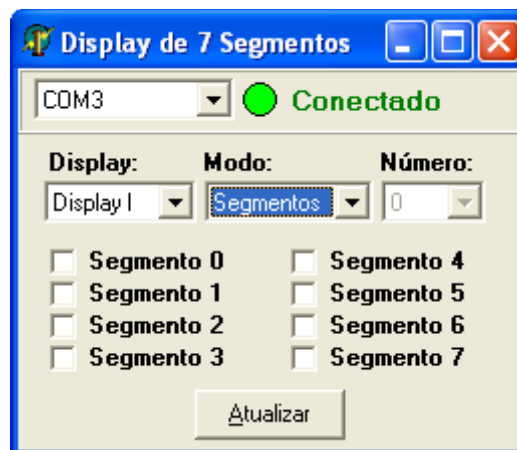 Display de 7 Segmentos
COM3 Conectado
Display: Modo: Número:
Display I Segmentos 0
Segmento 0 Segmento 4
Segmento 1 Segmento 5
Segmento 2 Segmento 6
Segmento 3 Segmento 7
Atualizar